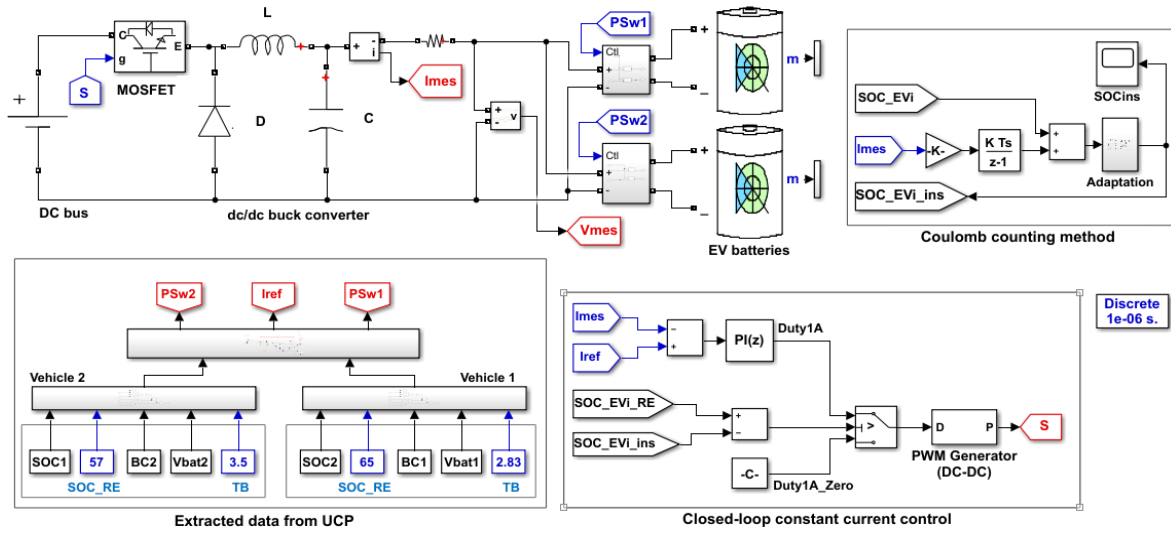 L
PSw1
C
E
g
S
MOSFET
+
D
C
+
-
i
Imes
Ctl
+
-
+
−
m
PSw2
+
-
v
Ctl
+
-
+
−
m
DC bus
dc/dc buck converter
Vmes
EV batteries
SOCins
SOC_EVi
Imes
-K-
K Ts
z-1
+
+
Adaptation
SOC_EVi_ins
Coulomb counting method
PSw2
Iref
PSw1
Vehicle 2
Vehicle 1
SOC1
57
BC2
Vbat2
3.5
SOC2
65
BC1
Vbat1
2.83
SOC_RE
TB
SOC_RE
TB
Extracted data from UCP
Imes
Iref
−
+
PI(z)
Duty1A
SOC_EVi_RE
SOC_EVi_ins
+
−
-C-
Duty1A_Zero
>
D
P
PWM Generator
(DC-DC)
S
Closed-loop constant current control
Discrete
1e-06 s.